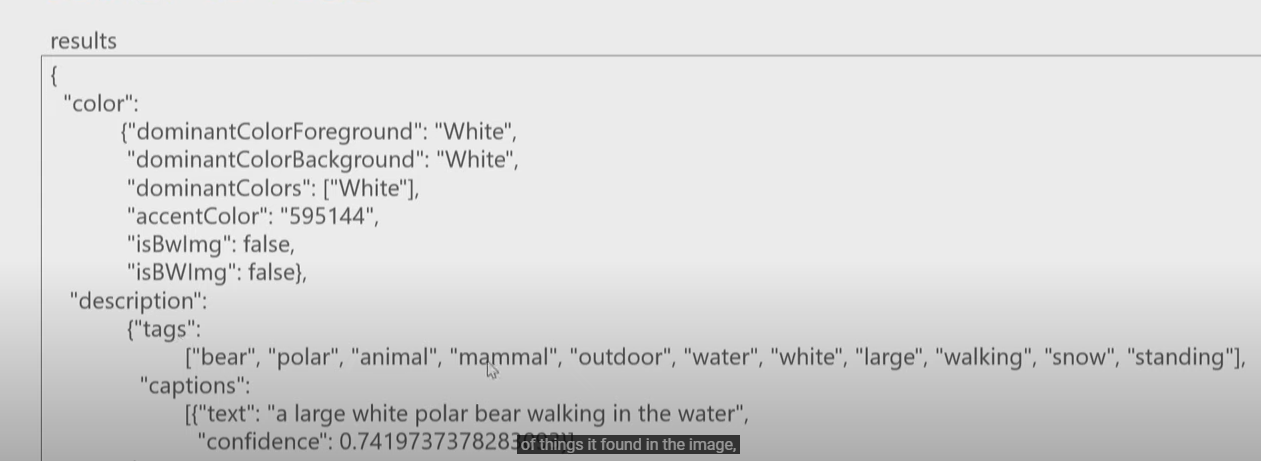 results
{
"color":
{"dominantColorForeground": "White",
"dominantColorBackground": "White",
"dominantColors": ["White"],
"accentColor": "595144",
"isBwImg": false,
"isBWImg": false},
"description":
{"tags":
["bear", "polar", "animal", "mammal", "outdoor", "water", "white", "large", "walking", "snow", "standing"],
"captions":
[{"text": "a large white polar bear walking in the water",
"confidence": 0.7419737378283
of things it found in the image,